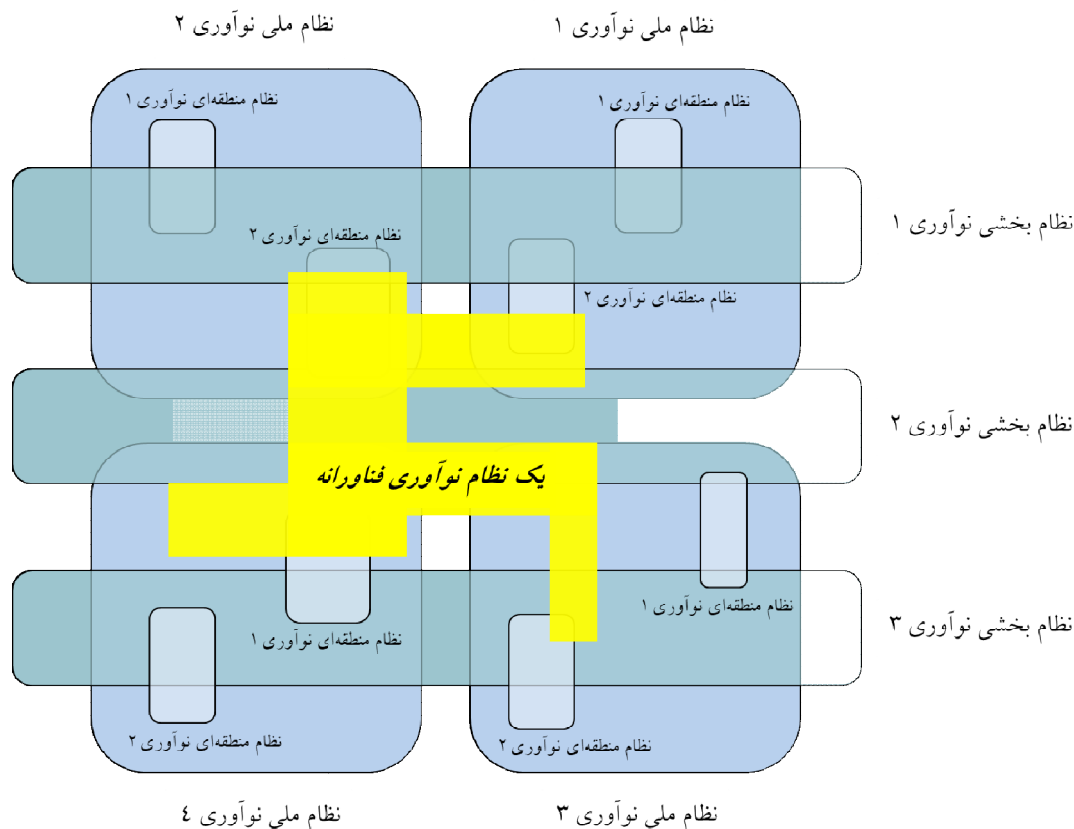 نظام ملی نوآوری ۱
نظام ملی نوآوری ۲
نظام منطقه‌ای نوآوری ۱
نظام منطقه‌ای نوآوری ۱
نظام بخشی نوآوری ۱
نظام منطقه‌ای نوآوری ۲
نظام منطقه‌ای نوآوری ۲
نظام بخشی نوآوری ۲
یک نظام نوآوری فناورانه
نظام منطقه‌ای نوآوری ۱
نظام منطقه‌ای نوآوری ۱
نظام بخشی نوآوری ۳
نظام منطقه‌ای نوآوری ۲
نظام منطقه‌ای نوآوری ۲
نظام ملی نوآوری ۳
نظام ملی نوآوری ٤